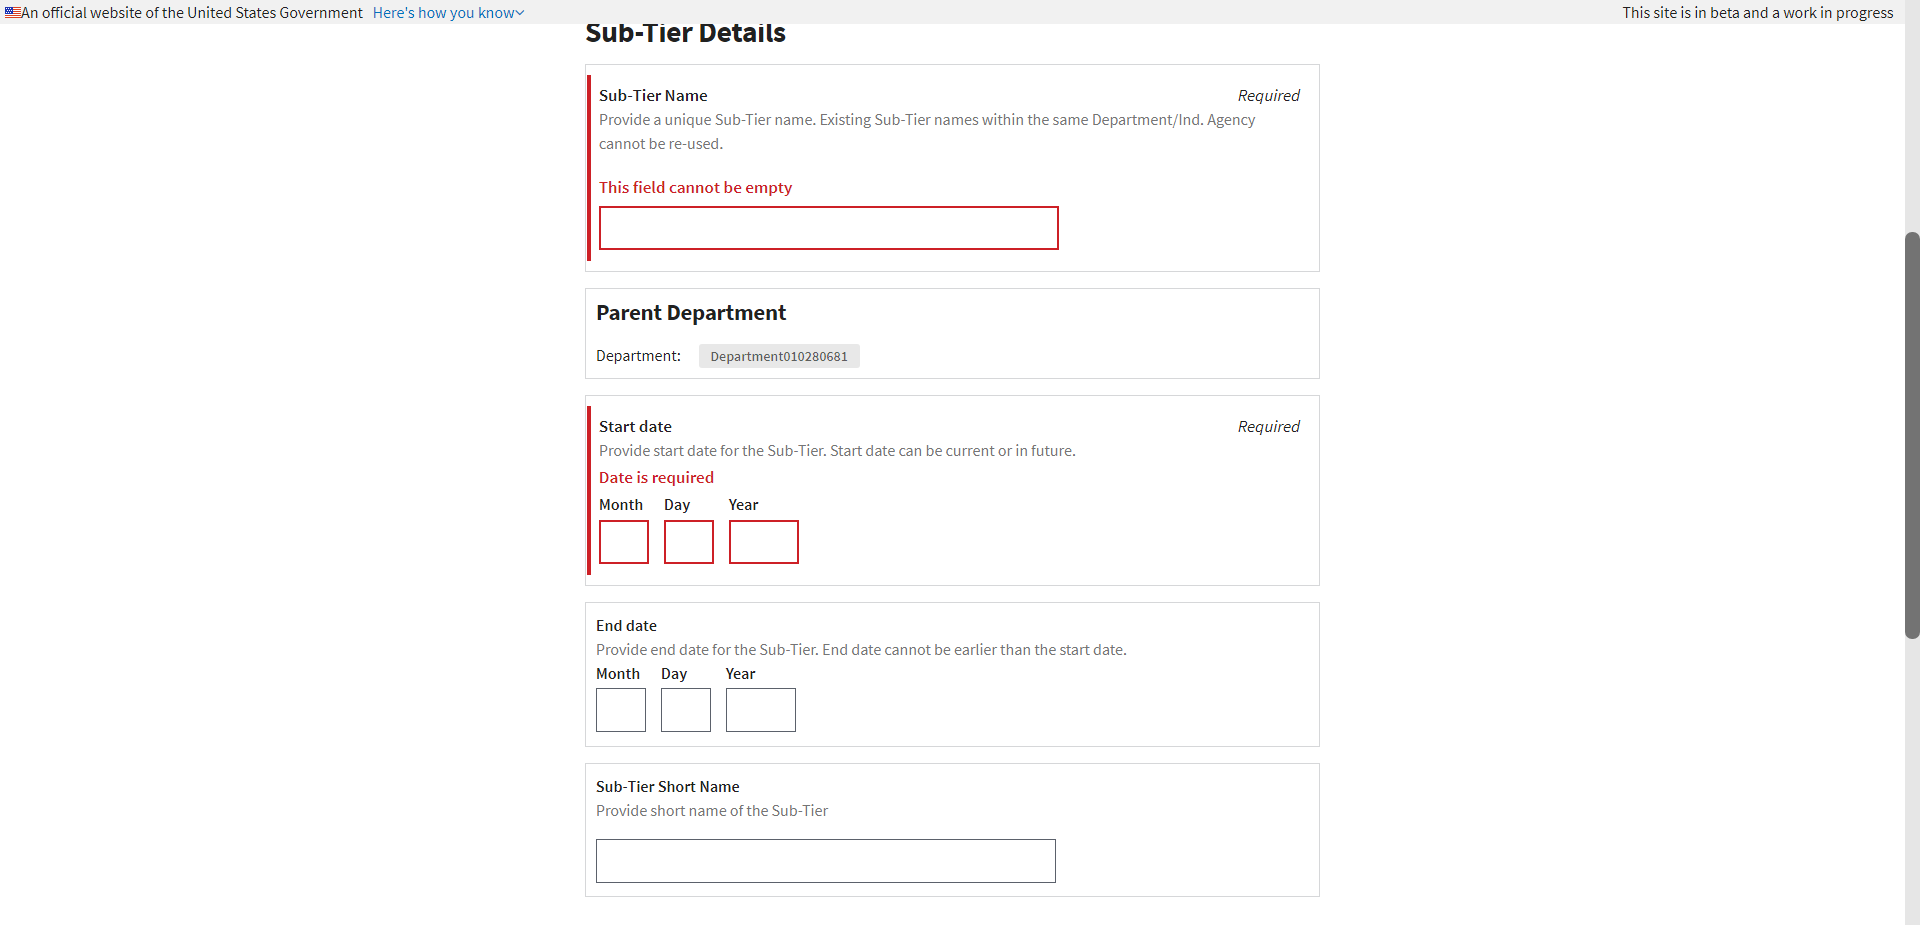 An official website of the United States Government Here's how you know
This site is in beta and a work in progress
Sub-Tier Details
Sub-Tier Name
Required
Provide a unique Sub-Tier name. Existing Sub-Tier names within the same Department/Ind. Agency
cannot be re-used.
This field cannot be empty
Parent Department
Department: Department010280681
Start date
Required
Provide start date for the Sub-Tier. Start date can be current or in future.
Date is required
Month Day Year
End date
Provide end date for the Sub-Tier. End date cannot be earlier than the start date.
Month Day Year
Sub-Tier Short Name
Provide short name of the Sub-Tier